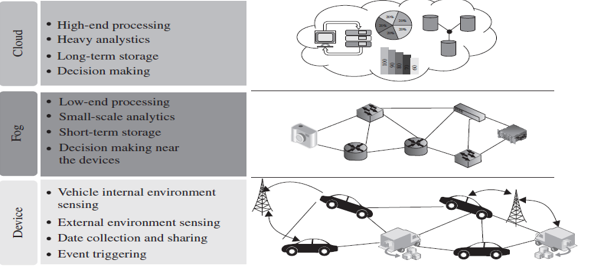 Cloud
• High-end processing
• Heavy analytics
• Long-term storage
• Decision making
Fog
• Low-end processing
• Small-scale analytics
• Short-term storage
• Decision making near
the devices
Device
• Vehicle internal environment
sensing
• External environment sensing
• Date collection and sharing
• Event triggering